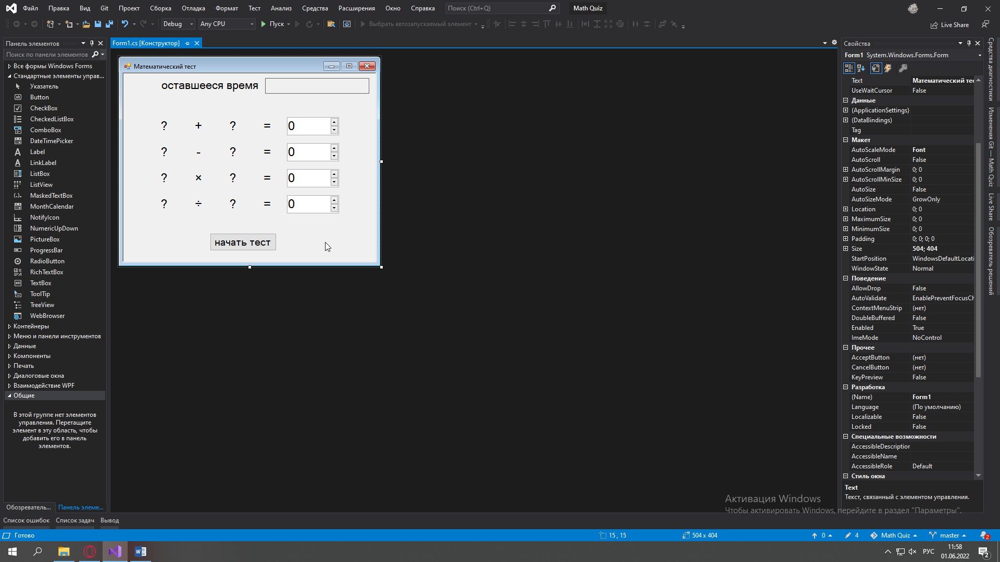 Файл Правка Вид Git Проект Сборка Отладка Формат Тест Анализ Средства Расширения Окно Справка Поиск (Ctrl+Q) Math Quiz
Debug Any CPU Пуск Выбрать автозапускаемый элемент Live Share
Панель элементов
Поиск по панели элементов
Все формы Windows Forms
Стандартные элементы управ...
Указатель
Button
CheckBox
CheckedListBox
ComboBox
DateTimePicker
Label
LinkLabel
ListBox
ListView
MaskedTextBox
MonthCalendar
NotifyIcon
NumericUpDown
PictureBox
ProgressBar
RadioButton
RichTextBox
TextBox
ToolTip
TreeView
WebBrowser
Контейнеры
Меню и панели инструментов
Данные
Компоненты
Печать
Диалоговые окна
Взаимодействие WPF
Общие
В этой группе нет элементов
управления. Перетащите
элемент в эту область, чтобы
добавить его в панель
элементов.
Обозреватель... Панель элеме...
Form1.cs [Конструктор]
Математический тест
оставшееся время
? + ? = 0
? - ? = 0
? × ? = 0
? ÷ ? = 0
начать тест
Свойства
Form1 System.Windows.Forms.Form
Text Математический тес
UseWaitCursor False
Данные
(ApplicationSettings)
(DataBindings)
Tag
Макет
AutoScaleMode Font
AutoScroll False
AutoScrollMargin 0; 0
AutoScrollMinSize 0; 0
AutoSize False
AutoSizeMode GrowOnly
Location 0; 0
MaximumSize 0; 0
MinimumSize 0; 0
Padding 0; 0; 0; 0
Size 504; 404
StartPosition WindowsDefaultLocati
WindowState Normal
Поведение
AllowDrop False
AutoValidate EnablePreventFocusCh
ContextMenuStrip (нет)
DoubleBuffered False
Enabled True
ImeMode NoControl
Прочее
AcceptButton (нет)
CancelButton (нет)
KeyPreview False
Разработка
(Name) Form1
Language (По умолчанию)
Localizable False
Locked False
Специальные возможности
AccessibleDescription
AccessibleName
AccessibleRole Default
Стиль окна
Text
Текст, связанный с элементом управления.
Средства диагностики
Изменения Git — Math Quiz
Live Share
Обозреватель решений
Активация Windows
Чтобы активировать Windows, перейдите в раздел "Параметры".
Список ошибок Список задач Вывод
Готово 15 , 15 504 x 404 0 4 Math Quiz master 2
РУС 11:58
01.06.2022 2